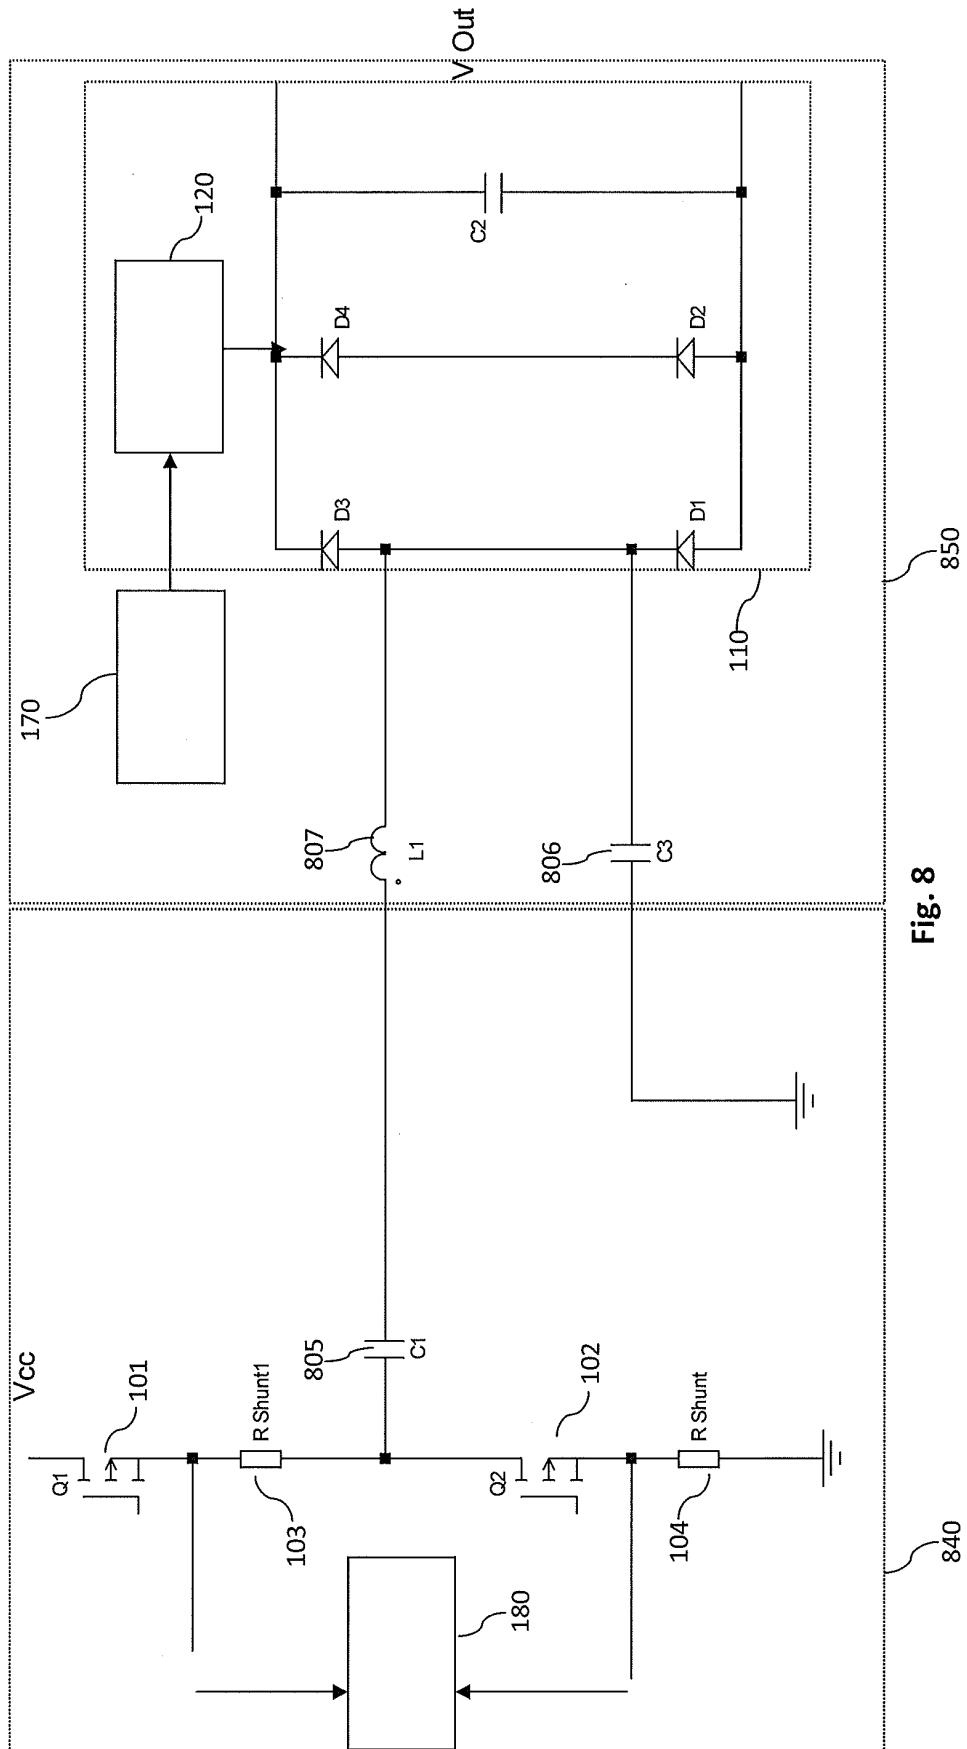 Vcc
Q1
101
R Shunt1
103
805
C1
Q2
102
R Shunt
104
180
840
807
L1
806
C3
170
120
D3
D4
D1
D2
C2
V Out
110
850
Fig. 8